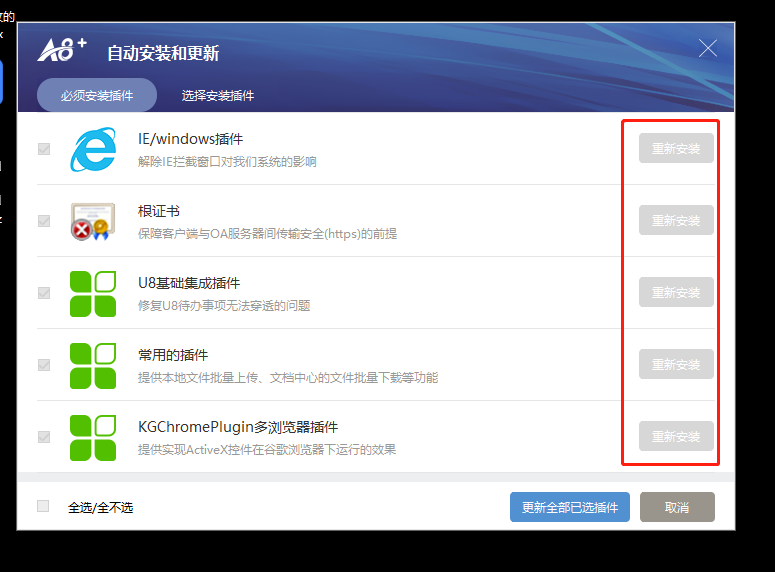 A8+ 自动安装和更新
必须安装插件 选择安装插件
IE/windows插件
解除IE拦截窗口对我们系统的影响
重新安装
根证书
保障客户端与OA服务器间传输安全(https)的前提
重新安装
U8基础集成插件
修复U8待办事项无法穿透的问题
重新安装
常用的插件
提供本地文件批量上传、文档中心的文件批量下载等功能
重新安装
KGChromePlugin多浏览器插件
提供实现ActiveX控件在谷歌浏览器下运行的效果
重新安装
全选/全不选
更新全部已选插件 取消